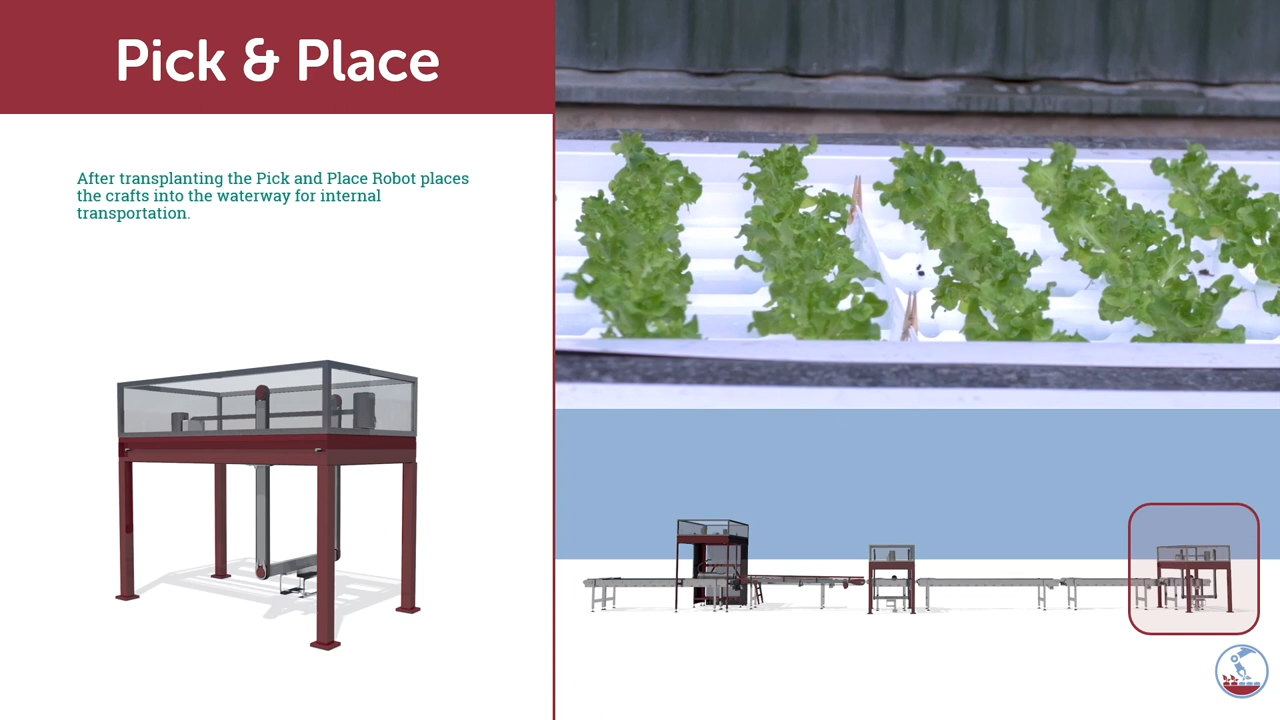 Pick & Place
After transplanting the Pick and Place Robot places
the crafts into the waterway for internal
transportation.